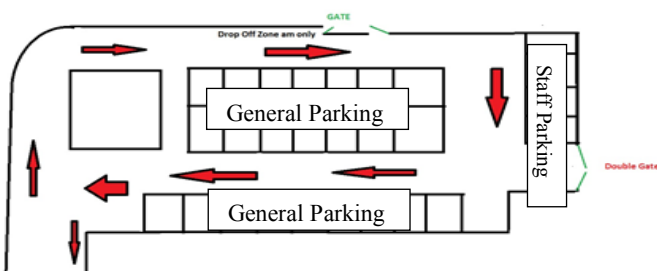 GATE
Drop Off Zone am only
General Parking
Staff Parking
Double Gate
General Parking